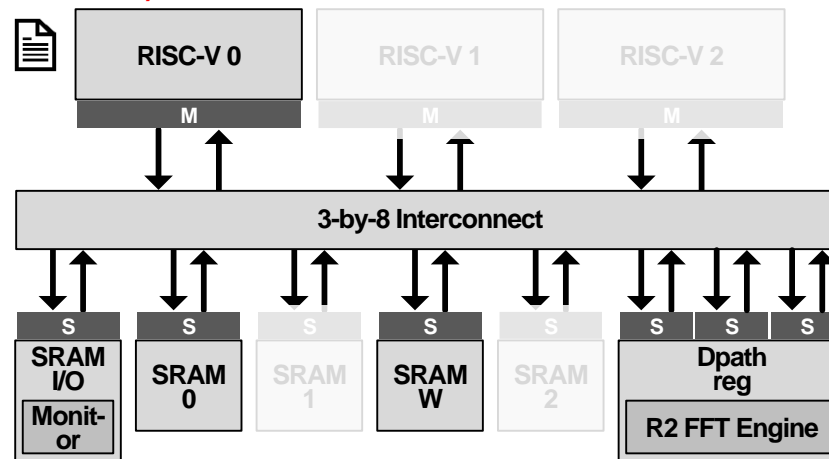 RISC-V 0
RISC-V 1
RISC-V 2
M
M
M
3-by-8 Interconnect
S
S
S
S
S
S
S
S
SRAM
I/O
Monit-
or
SRAM
0
SRAM
1
SRAM
W
SRAM
2
Dpath
reg
R2 FFT Engine